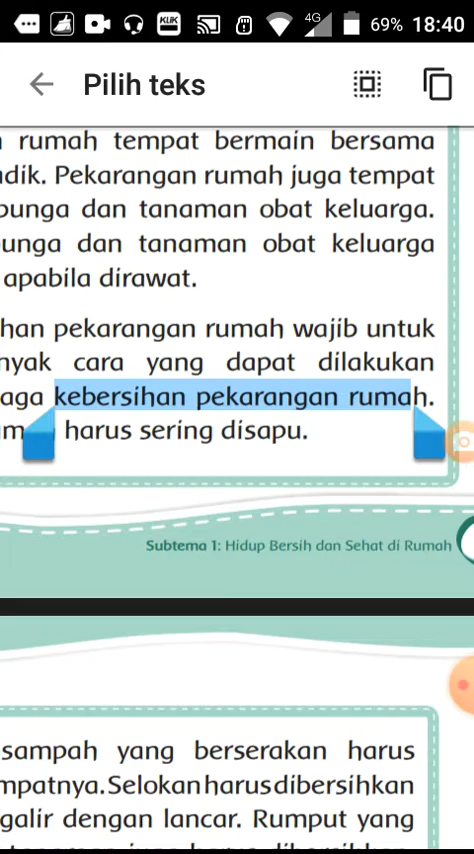 KLIK 4G 69% 18:40
Pilih teks
rumah tempat bermain bersama
dik. Pekarangan rumah juga tempat
bunga dan tanaman obat keluarga.
unga dan tanaman obat keluarga
apabila dirawat.
han pekarangan rumah wajib untuk
nyak cara yang dapat dilakukan
aga kebersihan pekarangan rumah.
harus sering disapu.
Subtema 1: Hidup Bersih dan Sehat di Rumah
sampah yang berserakan harus
mpatnya. Selokan harus dibersihkan
galir dengan lancar. Rumput yang